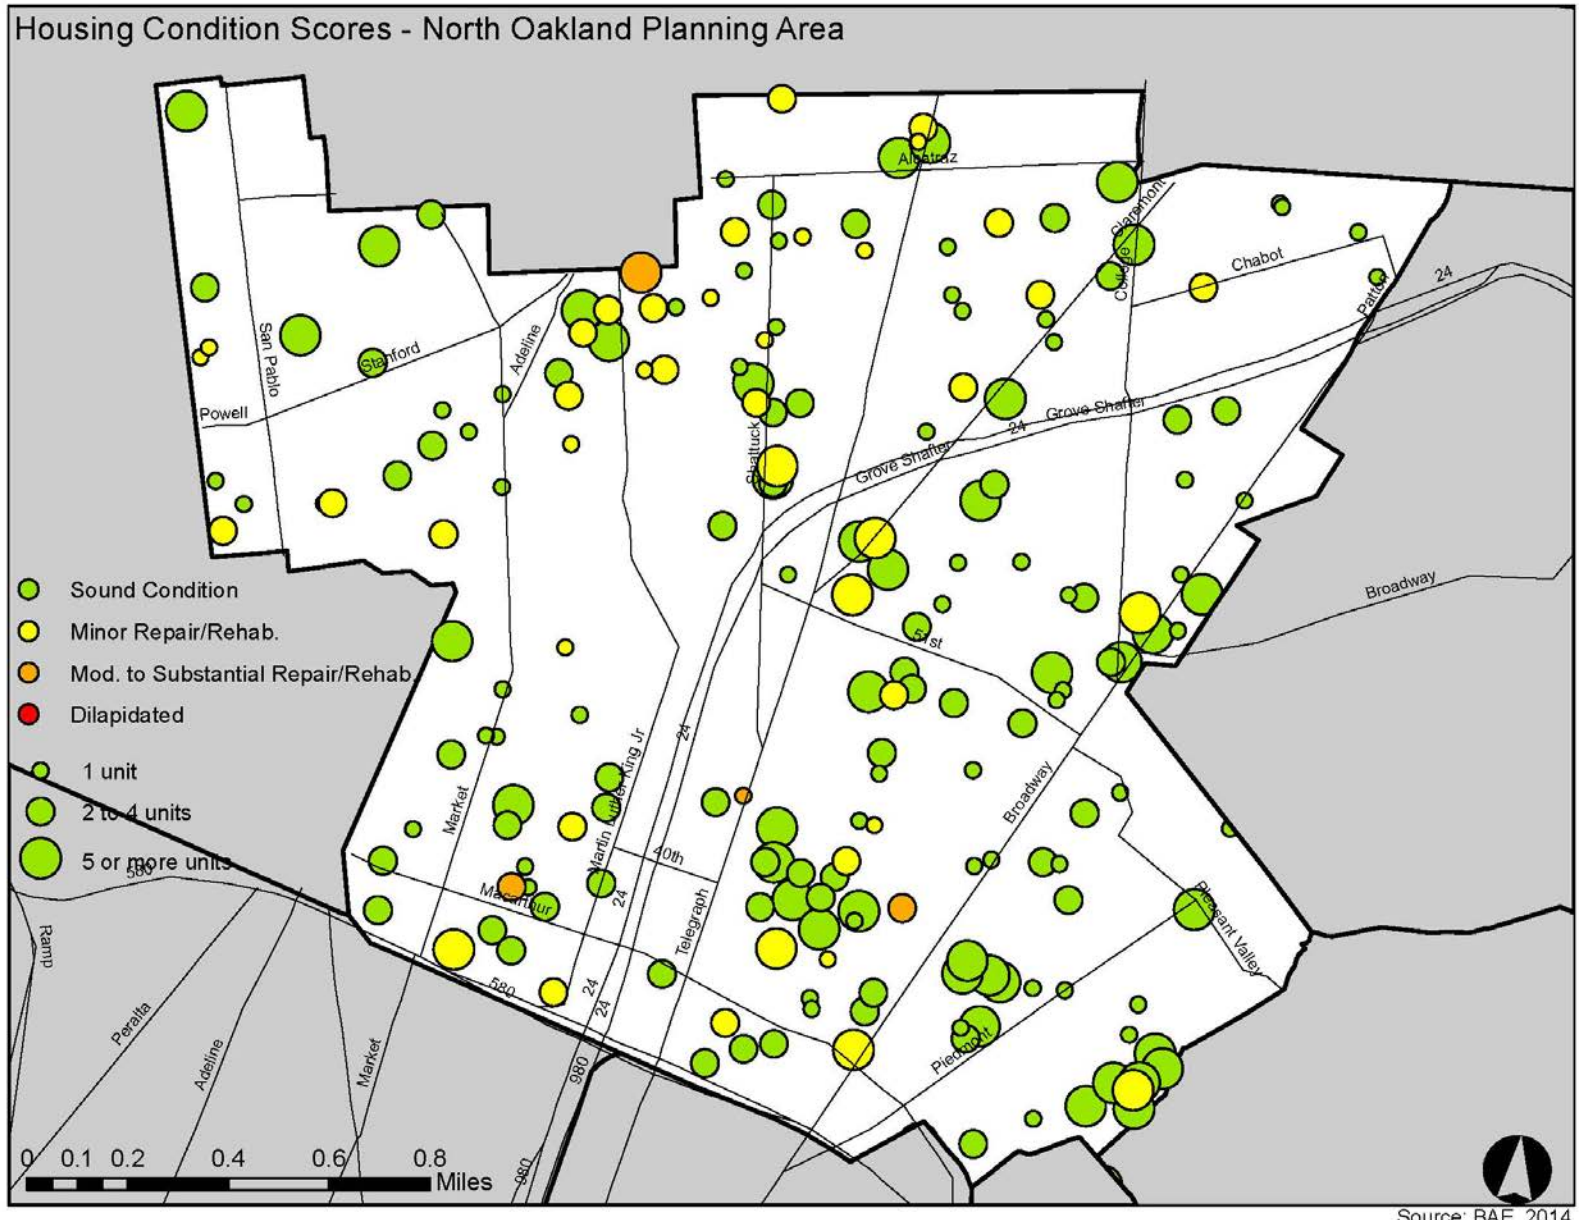 Housing Condition Scores - North Oakland Planning Area
Alcatraz
Claremont
College
Chabot
Patton
24
San Pablo
Stanford
Adeline
Powell
Shattuck
Grove Shafter
24
Grove Shafter
Broadway
51st
Sound Condition
Minor Repair/Rehab.
Mod. to Substantial Repair/Rehab.
Dilapidated
1 unit
2 to 4 units
5 or more units
580
24
Martin Luther King Jr
Market
Broadway
40th
Macarthur
24
Telegraph
Pleasant Valley
Ramp
580
24
24
Peralta
Adeline
Market
980
Piedmont
980
0 0.1 0.2 0.4 0.6 0.8
Miles
Source: BAE, 2014